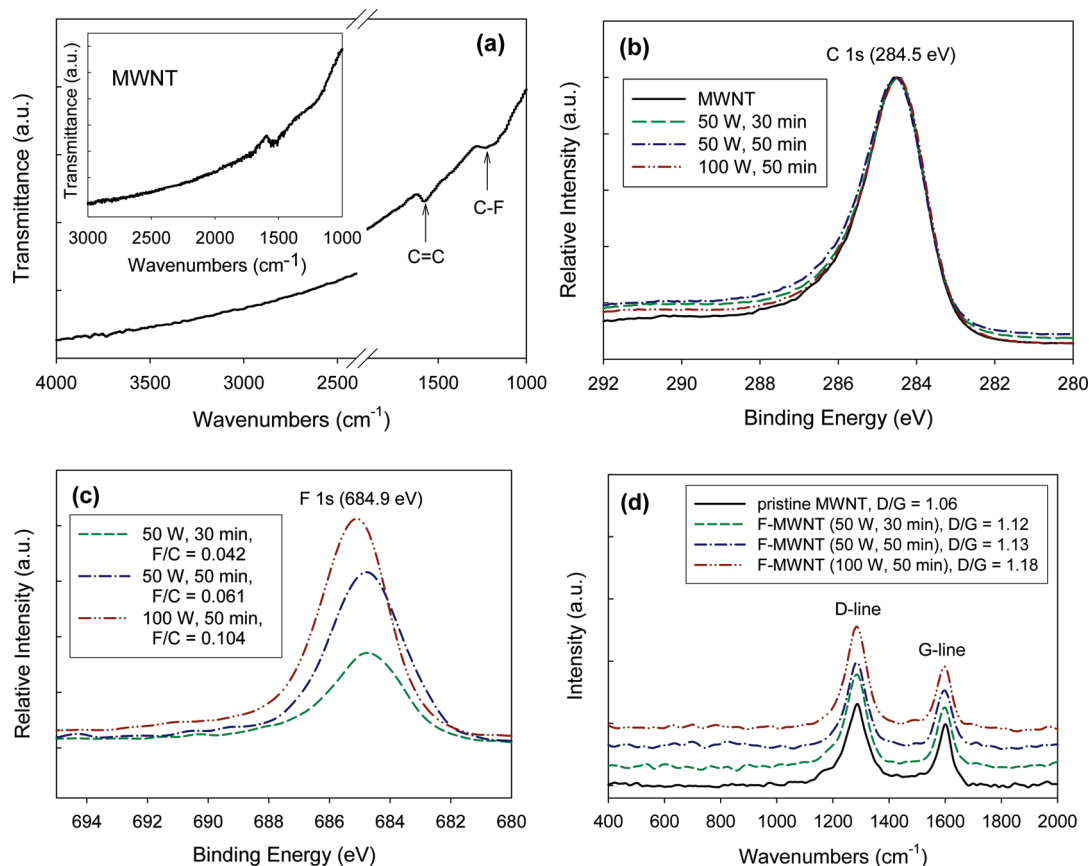 (a)
MWNT
Transmittance (a.u.)
3000 2500 2000 1500 1000
Wavenumbers (cm-1)
Transmittance (a.u.)
C=C
C-F
4000 3500 3000 2500 1500 1000
Wavenumbers (cm-1)
(b)
C 1s (284.5 eV)
MWNT
50 W, 30 min
50 W, 50 min
100 W, 50 min
Relative Intensity (a.u.)
292 290 288 286 284 282 280
Binding Energy (eV)
(c)
F 1s (684.9 eV)
50 W, 30 min,
F/C = 0.042
50 W, 50 min,
F/C = 0.061
100 W, 50 min,
F/C = 0.104
Relative Intensity (a.u.)
694 692 690 688 686 684 682 680
Binding Energy (eV)
(d)
pristine MWNT, D/G = 1.06
F-MWNT (50 W, 30 min), D/G = 1.12
F-MWNT (50 W, 50 min), D/G = 1.13
F-MWNT (100 W, 50 min), D/G = 1.18
D-line
G-line
Intensity (a.u.)
400 600 800 1000 1200 1400 1600 1800 2000
Wavenumbers (cm-1)